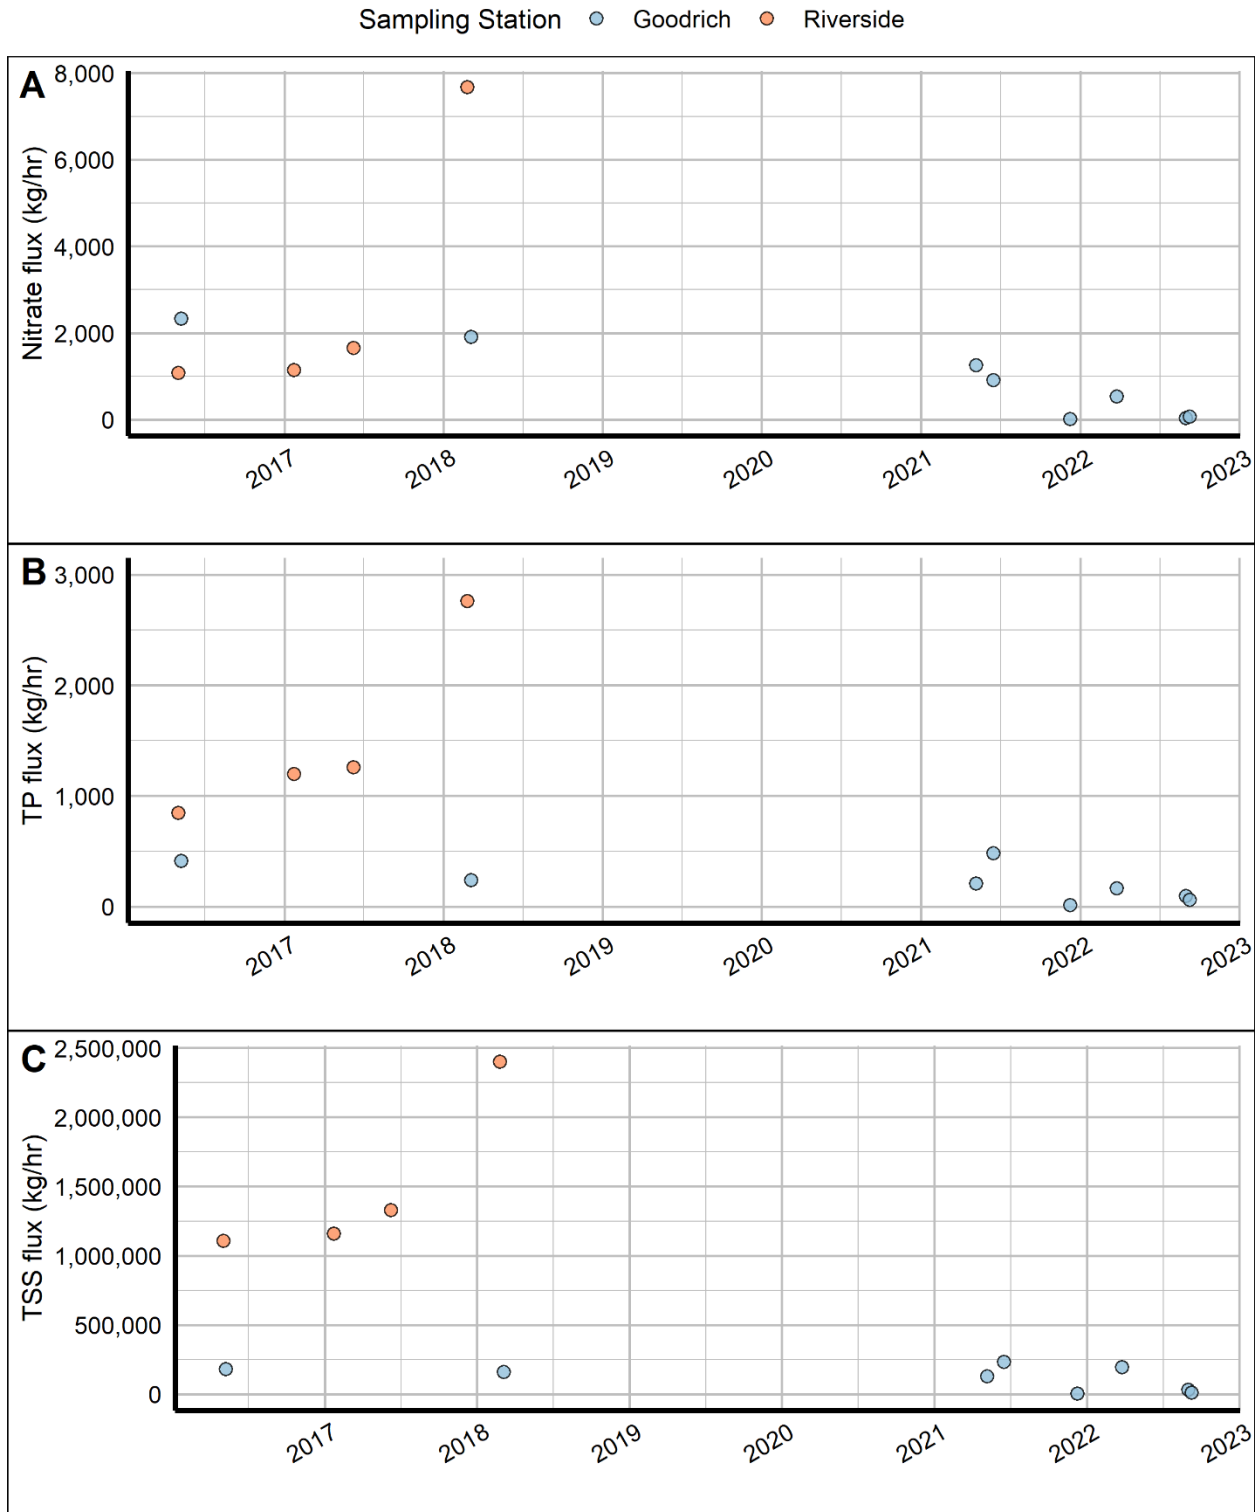 Sampling Station Goodrich Riverside
A
Nitrate flux (kg/hr)
8,000
6,000
4,000
2,000
0
2017 2018 2019 2020 2021 2022 2023
B
TP flux (kg/hr)
3,000
2,000
1,000
0
2017 2018 2019 2020 2021 2022 2023
C
TSS flux (kg/hr)
2,500,000
2,000,000
1,500,000
1,000,000
500,000
0
2017 2018 2019 2020 2021 2022 2023